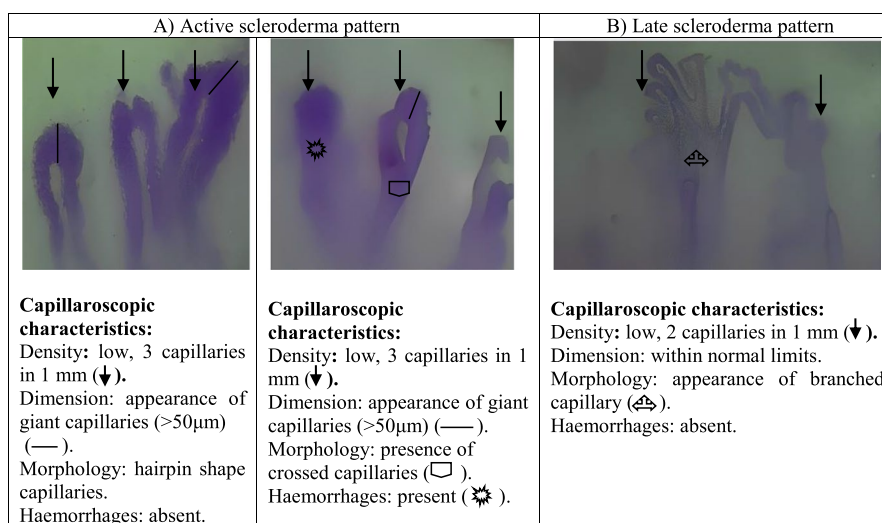 A) Active scleroderma pattern
B) Late scleroderma pattern
Capillaroscopic
characteristics:
Density: low, 3 capillaries
in 1 mm (↓).
Dimension: appearance of
giant capillaries (>50μm)
(—).
Morphology: hairpin shape
capillaries.
Haemorrhages: absent.
Capillaroscopic
characteristics:
Density: low, 3 capillaries in 1
mm (↓).
Dimension: appearance of giant
capillaries (>50μm) (—).
Morphology: presence of
crossed capillaries ( ).
Haemorrhages: present ( ).
Capillaroscopic characteristics:
Density: low, 2 capillaries in 1 mm (↓).
Dimension: within normal limits.
Morphology: appearance of branched
capillary ( ).
Haemorrhages: absent.